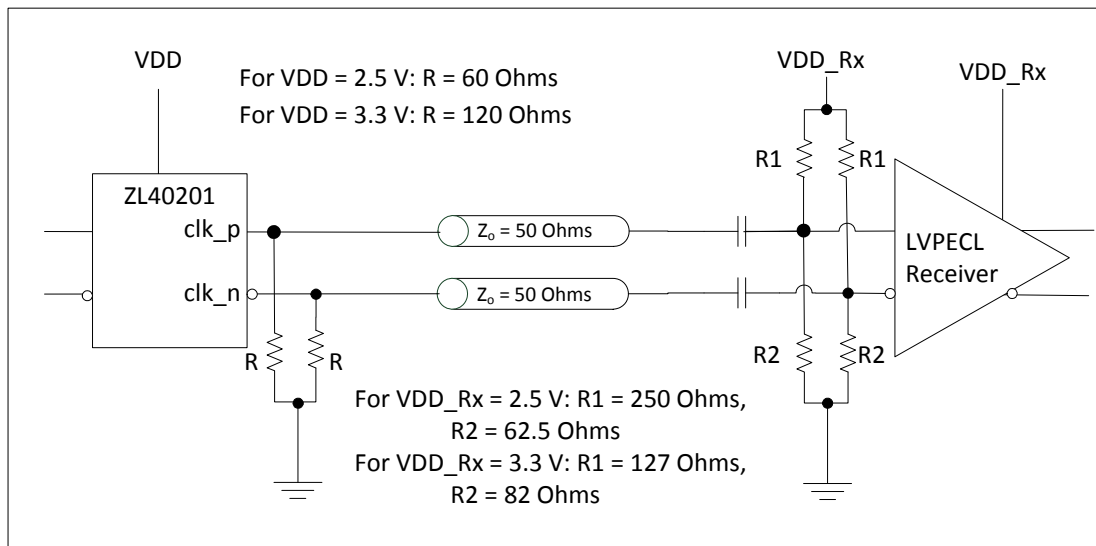 VDD
For VDD = 2.5 V: R = 60 Ohms
For VDD = 3.3 V: R = 120 Ohms
VDD_Rx
VDD_Rx
R1
R1
ZL40201
clk_p
clk_n
Zₒ = 50 Ohms
Zₒ = 50 Ohms
LVPECL
Receiver
R
R
R2
R2
For VDD_Rx = 2.5 V: R1 = 250 Ohms,
R2 = 62.5 Ohms
For VDD_Rx = 3.3 V: R1 = 127 Ohms,
R2 = 82 Ohms